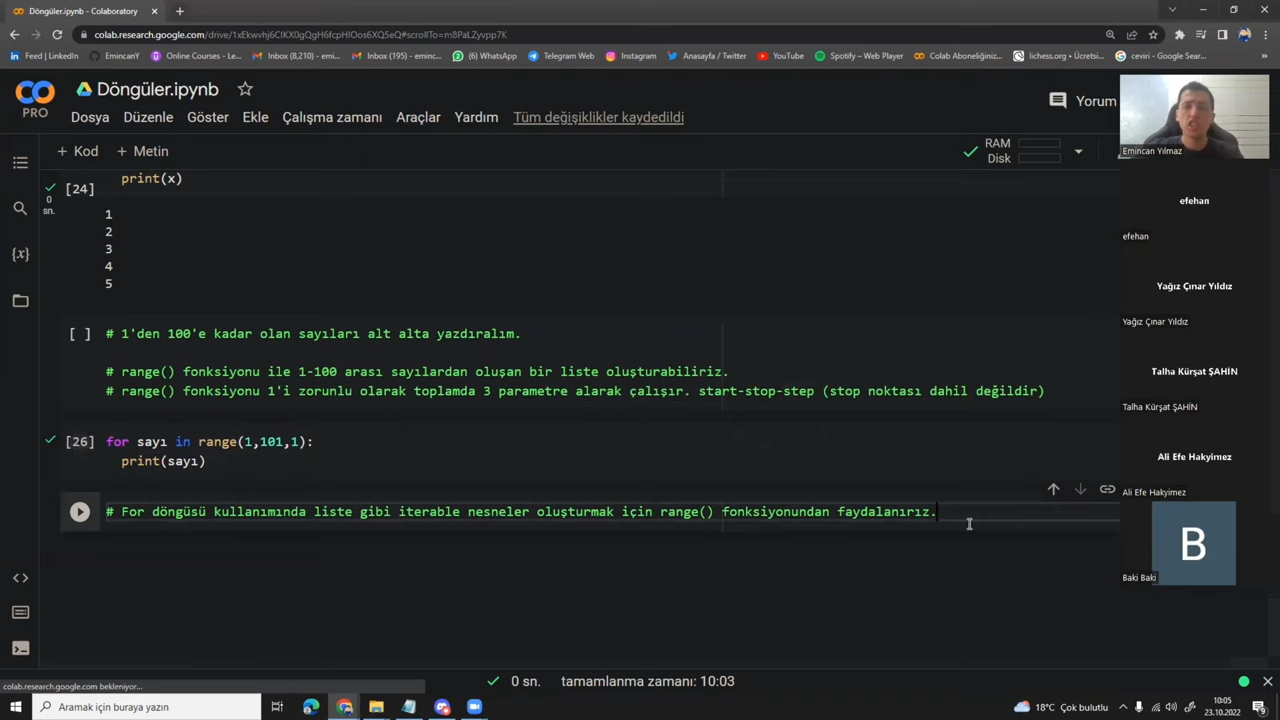 Döngüler.ipynb - Colaboratory
colab.research.google.com/drive/1xEkwvhj6ClKX0gQgH6fcpHlOos6XQ5eQ#scrollTo=m8PaLZyvpp7K
Feed | LinkedIn
EmincanY
Online Courses - Le...
Inbox (8,210) - emi...
Inbox (195) - eminc...
(2) WhatsApp
Telegram Web
Instagram
Anasayfa / Twitter
YouTube
Spotify – Web Player
Colab Aboneliğiniz...
lichess.org • Ücretsi...
ceviri - Google Sear...
PRO
Döngüler.ipynb
Dosya Düzenle Göster Ekle Çalışma zamanı Araçlar Yardım Tüm değişiklikler kaydedildi
Yorum
+ Kod + Metin
RAM
Disk
Emincan Yılmaz
[24] print(x)
0
sn.
1
2
3
4
5
[ ] # 1'den 100'e kadar olan sayıları alt alta yazdıralım.
# range() fonksiyonu ile 1-100 arası sayılardan oluşan bir liste oluşturabiliriz.
# range() fonksiyonu 1'i zorunlu olarak toplamda 3 parametre alarak çalışır. start-stop-step (stop noktası dahil değildir)
[26] for sayı in range(1,101,1):
print(sayı)
# For döngüsü kullanımında liste gibi iterable nesneler oluşturmak için range() fonksiyonundan faydalanırız.
efehan
efehan
Yağız Çınar Yıldız
Yağız Çınar Yıldız
Talha Kürşat ŞAHİN
Talha Kürşat ŞAHİN
Ali Efe Hakyimez
Ali Efe Hakyimez
B
Baki Baki
colab.research.google.com bekleniyor...
0 sn. tamamlanma zamanı: 10:03
Aramak için buraya yazın
18°C Çok bulutlu
10:05
23.10.2022
9